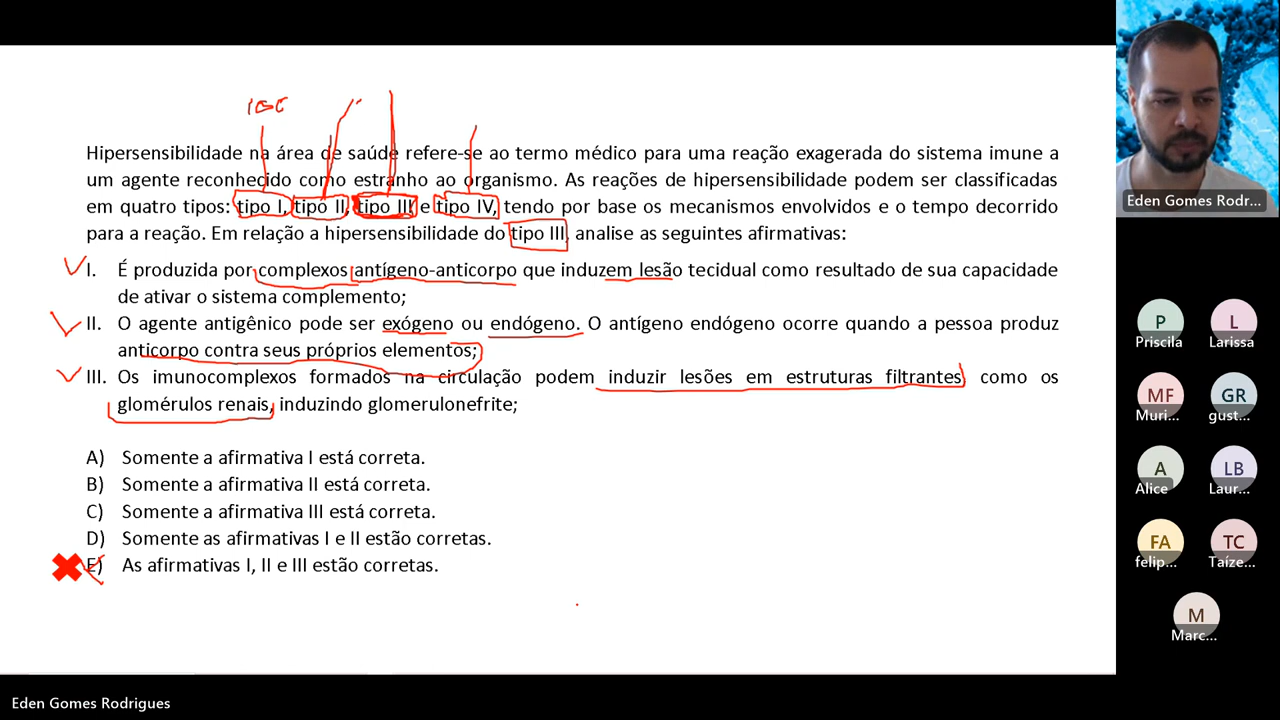 IGE
Hipersensibilidade na área de saúde refere-se ao termo médico para uma reação exagerada do sistema imune a
um agente reconhecido como estranho ao organismo. As reações de hipersensibilidade podem ser classificadas
em quatro tipos: tipo I, tipo II, tipo III e tipo IV, tendo por base os mecanismos envolvidos e o tempo decorrido
para a reação. Em relação a hipersensibilidade do tipo III, analise as seguintes afirmativas:
I. É produzida por complexos antígeno-anticorpo que induzem lesão tecidual como resultado de sua capacidade
de ativar o sistema complemento;
II. O agente antigênico pode ser exógeno ou endógeno. O antígeno endógeno ocorre quando a pessoa produz
anticorpo contra seus próprios elementos;
III. Os imunocomplexos formados na circulação podem induzir lesões em estruturas filtrantes como os
glomérulos renais, induzindo glomerulonefrite;
A) Somente a afirmativa I está correta.
B) Somente a afirmativa II está correta.
C) Somente a afirmativa III está correta.
D) Somente as afirmativas I e II estão corretas.
E) As afirmativas I, II e III estão corretas.
Eden Gomes Rodr...
P
Priscila
L
Larissa
MF
Muri...
GR
gust...
A
Alice
LB
Laur...
FA
felip...
TC
Taíze...
M
Marc...
Eden Gomes Rodrigues